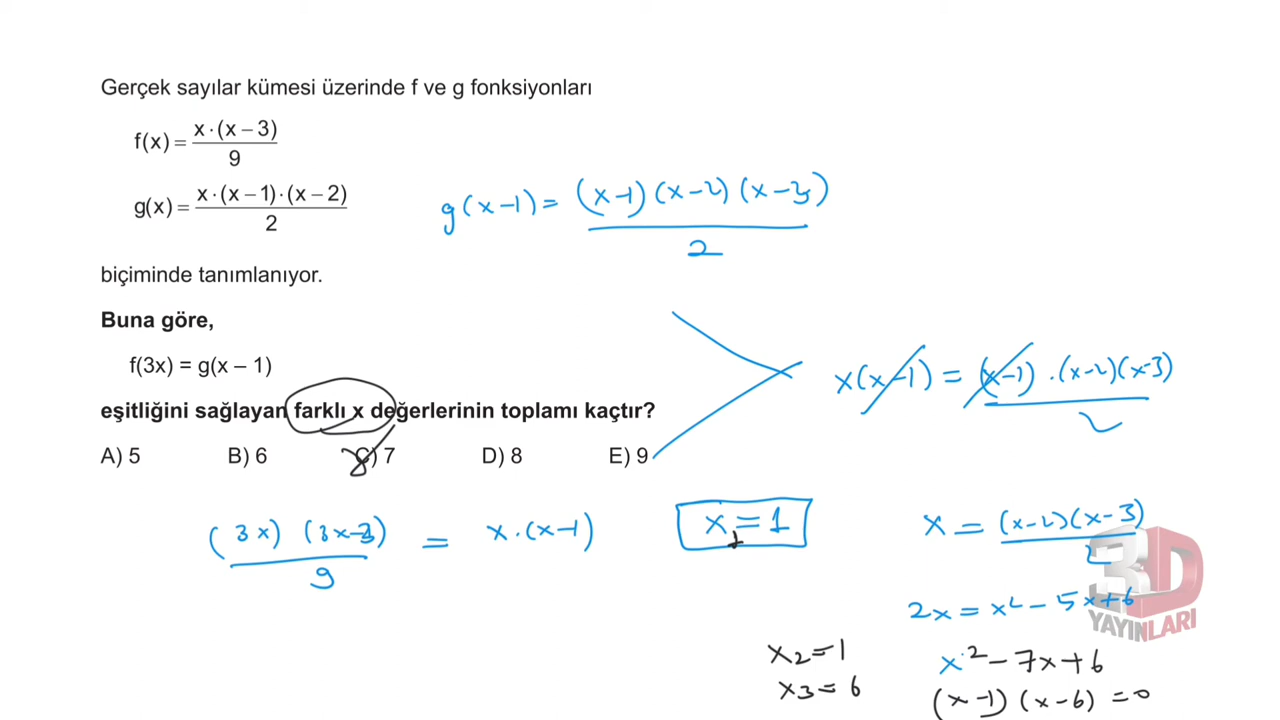 Gerçek sayılar kümesi üzerinde f ve g fonksiyonları
f(x) = x·(x – 3) / 9
g(x) = x·(x – 1)·(x – 2) / 2
g(x-1) = (x-1)(x-2)(x-3) / 2
biçiminde tanımlanıyor.
Buna göre,
f(3x) = g(x – 1)
x(x-1) = (x-1).(x-2)(x-3) / 2
eşitliğini sağlayan farklı x değerlerinin toplamı kaçtır?
A) 5 B) 6 C) 7 D) 8 E) 9
(3x) (3x-3) / 9 = x.(x-1)
x₁ = 1
x = (x-2)(x-3) / 2
2x = x² - 5x+6
3D
YAYINLARI
x₂ = 1
x² - 7x + 6
x₃ = 6
(x-1) (x-6) = 0